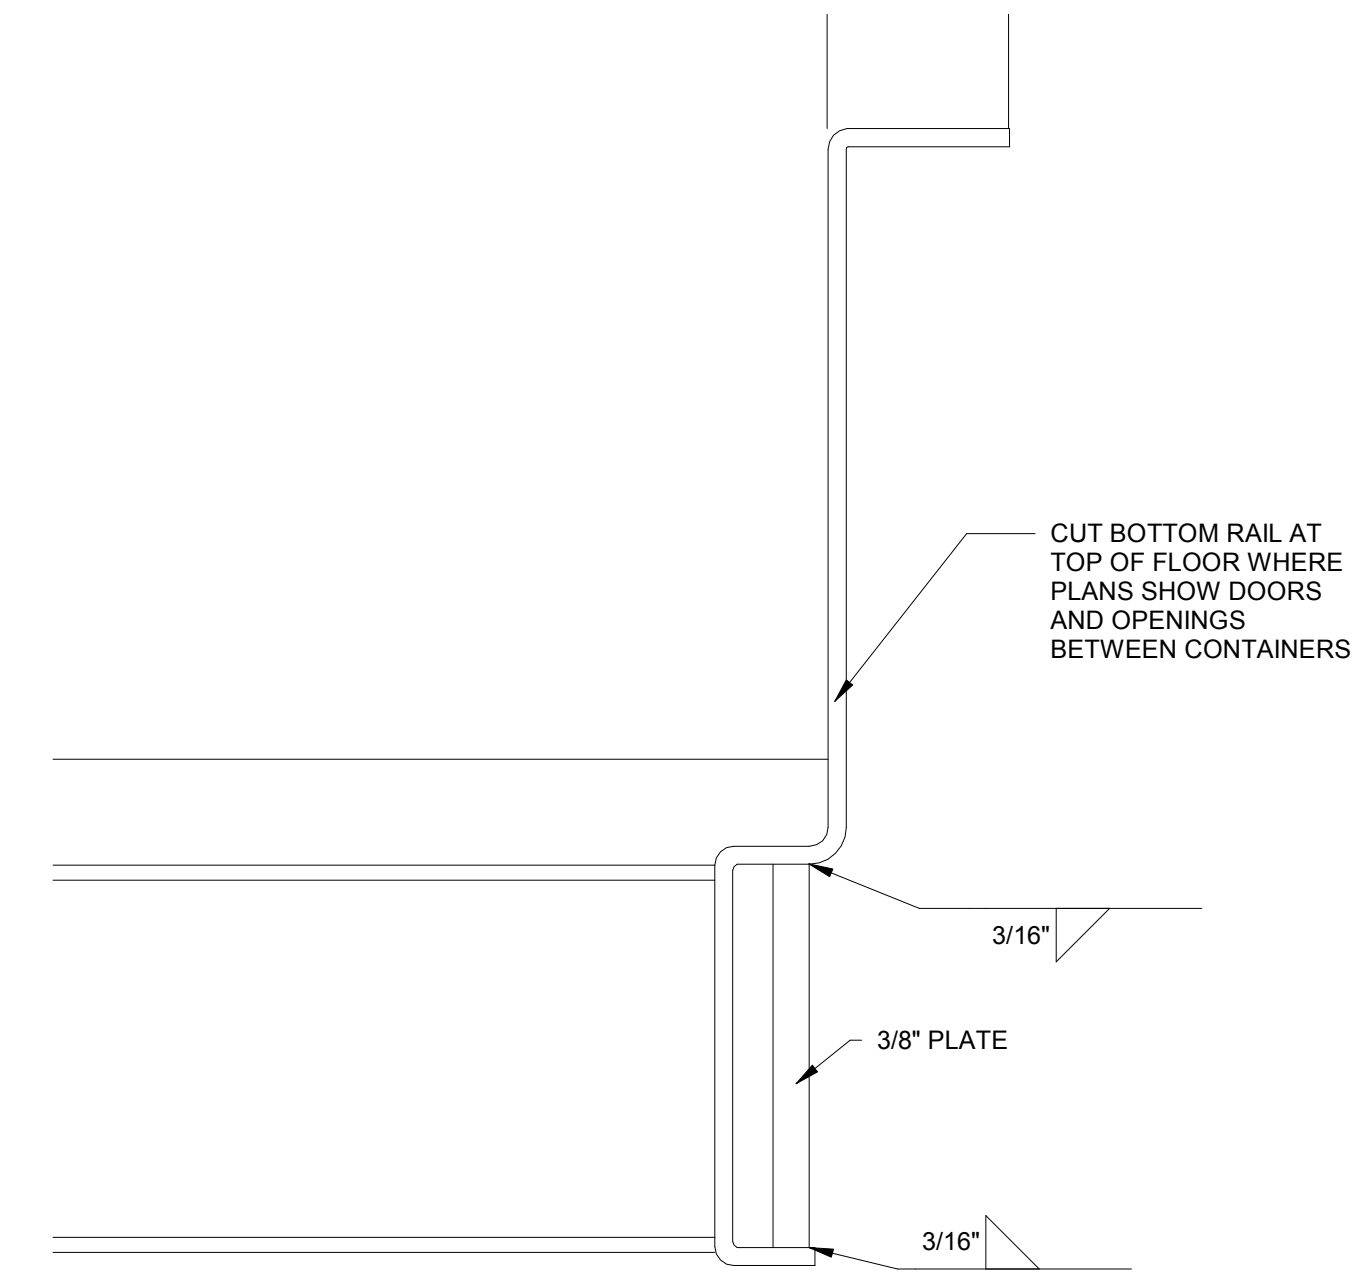 CUT BOTTOM RAIL AT
TOP OF FLOOR WHERE
PLANS SHOW DOORS
AND OPENINGS
BETWEEN CONTAINERS
3/16"
3/8" PLATE
3/16"